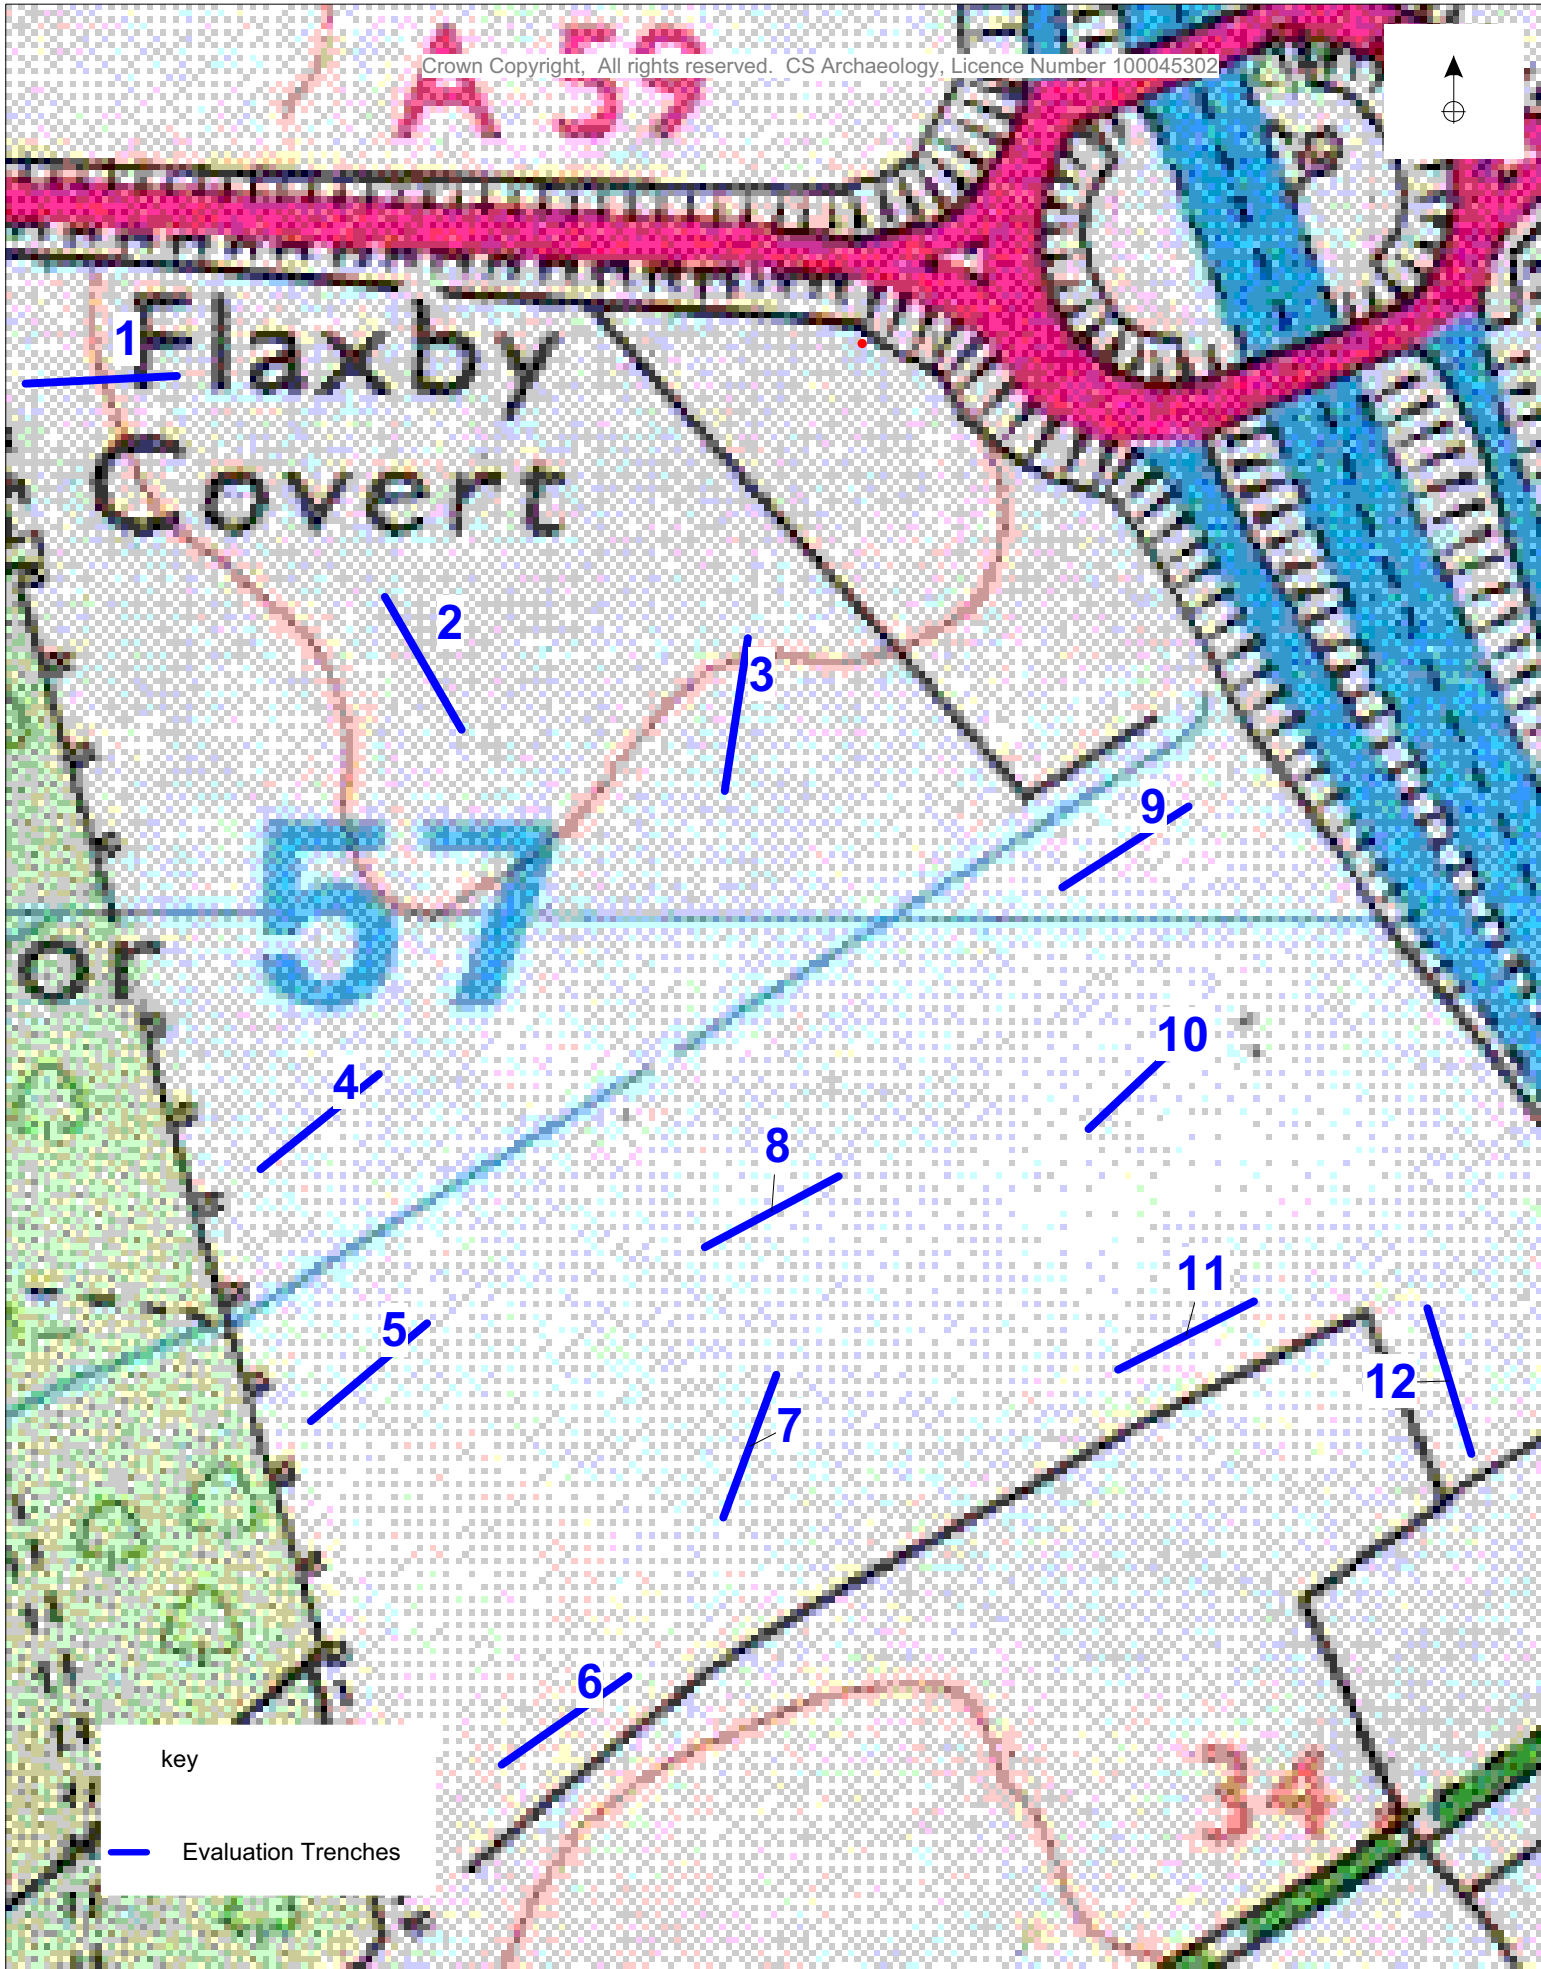 A 59
Crown Copyright, All rights reserved. CS Archaeology, Licence Number 100045302
1
Flaxby
Covert
2
3
9
57
or
10
4
8
11
5
12
7
6
34
key
Evaluation Trenches